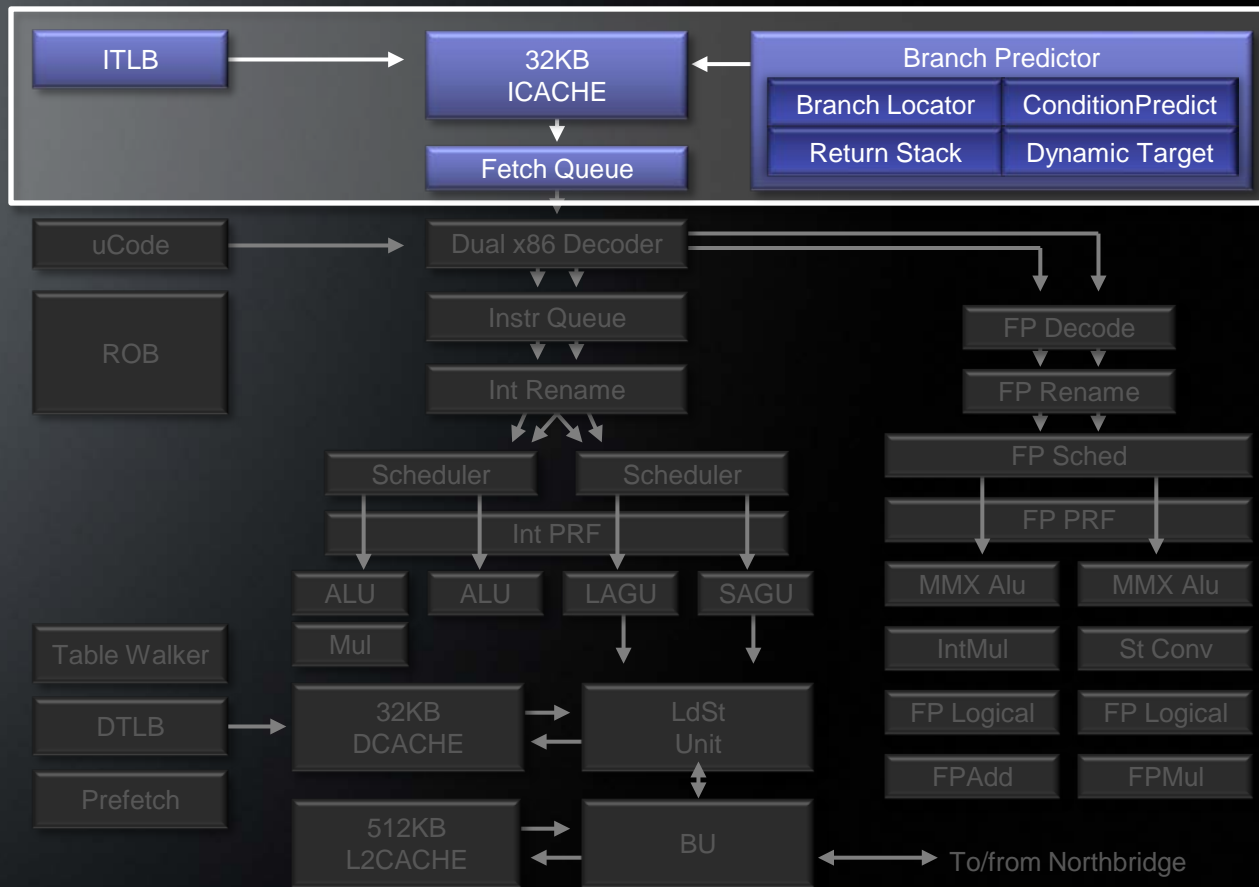 ITLB
32KB
ICACHE
Branch Predictor
Branch Locator
ConditionPredict
Return Stack
Dynamic Target
Fetch Queue
uCode
Dual x86 Decoder
ROB
Instr Queue
FP Decode
Int Rename
FP Rename
Scheduler
Scheduler
FP Sched
Int PRF
FP PRF
ALU
ALU
LAGU
SAGU
MMX Alu
MMX Alu
Mul
Table Walker
IntMul
St Conv
DTLB
32KB
DCACHE
LdSt
Unit
FP Logical
FP Logical
Prefetch
FPAdd
FPMul
512KB
L2CACHE
BU
To/from Northbridge